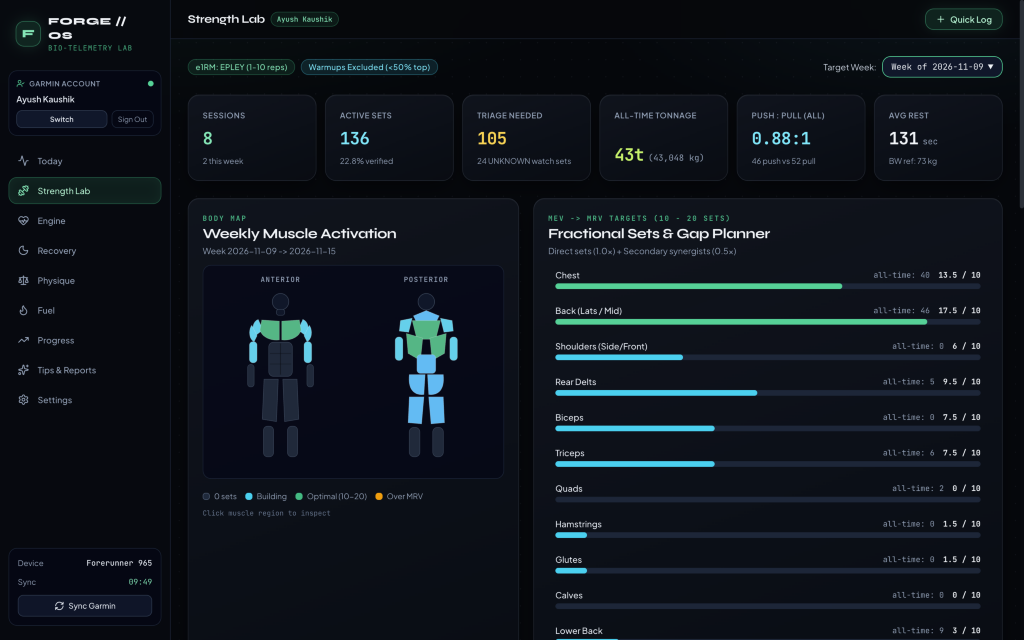 F
FORGE //
OS
BIO-TELEMETRY LAB
GARMIN ACCOUNT
Ayush Kaushik
Switch
Sign Out
Today
Strength Lab
Engine
Recovery
Physique
Fuel
Progress
Tips & Reports
Settings
Device Forerunner 965
Sync 09:49
Sync Garmin
Strength Lab Ayush Kaushik
+ Quick Log
e1RM: EPLEY (1-10 reps) Warmups Excluded (<50% top)
Target Week: Week of 2026-11-09 ▼
SESSIONS
8
2 this week
ACTIVE SETS
136
22.8% verified
TRIAGE NEEDED
105
24 UNKNOWN watch sets
ALL-TIME TONNAGE
43t (43,048 kg)
PUSH : PULL (ALL)
0.88:1
46 push vs 52 pull
AVG REST
131 sec
BW ref: 73 kg
BODY MAP
Weekly Muscle Activation
Week 2026-11-09 -> 2026-11-15
ANTERIOR
POSTERIOR
0 sets Building Optimal (10-20) Over MRV
Click muscle region to inspect
MEV -> MRV TARGETS (10 - 20 SETS)
Fractional Sets & Gap Planner
Direct sets (1.0x) + Secondary synergists (0.5x)
Chest all-time: 40 13.5 / 10
Back (Lats / Mid) all-time: 46 17.5 / 10
Shoulders (Side/Front) all-time: 0 6 / 10
Rear Delts all-time: 5 9.5 / 10
Biceps all-time: 0 7.5 / 10
Triceps all-time: 6 7.5 / 10
Quads all-time: 2 0 / 10
Hamstrings all-time: 0 1.5 / 10
Glutes all-time: 0 1.5 / 10
Calves all-time: 0 0 / 10
Lower Back all-time: 9 3 / 10